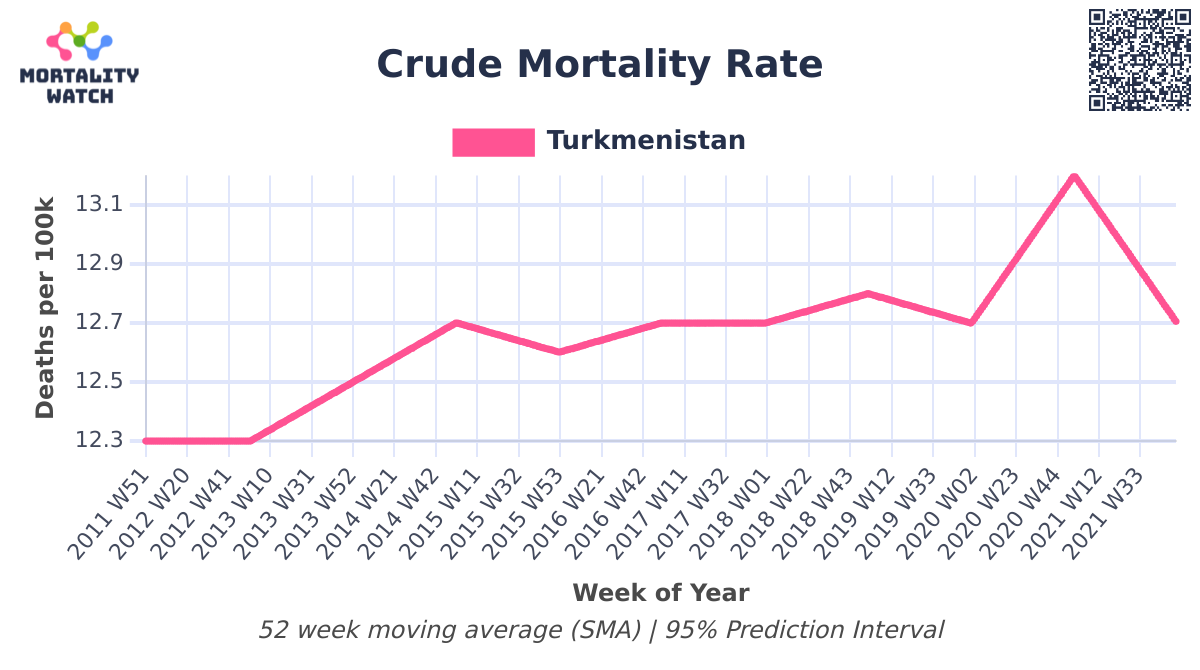 MORTALITY
WATCH
Crude Mortality Rate
Turkmenistan
Deaths per 100k
13.1
12.9
12.7
12.5
12.3
2011 W51
2012 W20
2012 W41
2013 W10
2013 W31
2013 W52
2014 W21
2014 W42
2015 W11
2015 W32
2015 W53
2016 W21
2016 W42
2017 W11
2017 W32
2018 W01
2018 W22
2018 W43
2019 W12
2019 W33
2020 W02
2020 W23
2020 W44
2021 W12
2021 W33
Week of Year
52 week moving average (SMA) | 95% Prediction Interval